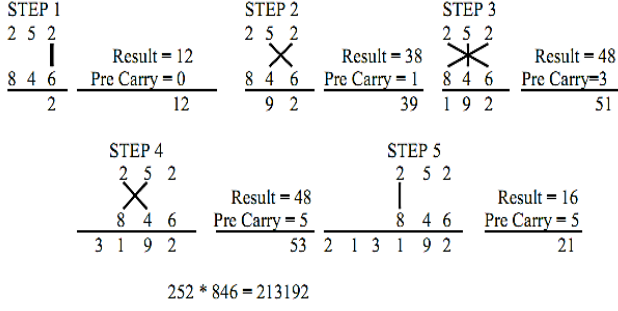 STEP 1
2 5 2
Result = 12
8 4 6 Pre Carry = 0
2 12
STEP 2
2 5 2
Result = 38
8 4 6 Pre Carry = 1
9 2 39
STEP 3
2 5 2
Result = 48
8 4 6 Pre Carry=3
1 9 2 51
STEP 4
2 5 2
Result = 48
8 4 6 Pre Carry = 5
3 1 9 2 53
STEP 5
2 5 2
Result = 16
8 4 6 Pre Carry = 5
2 1 3 1 9 2 21
252 * 846 = 213192